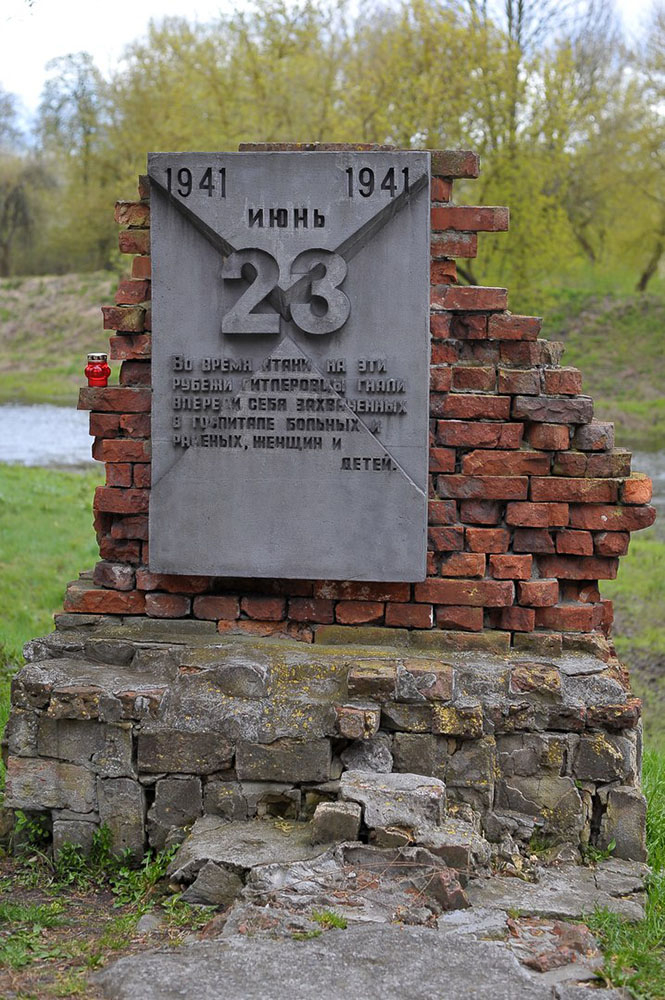 1941 1941
ИЮНЬ
23
ВО ВРЕМЯ АТАКИ НА ЭТИ
РУБЕЖИ ГИТЛЕРОВЦЫ ГНАЛИ
ВПЕРЕДИ СЕБЯ ЗАХВАЧЕННЫХ
В ГОСПИТАЛЕ БОЛЬНЫХ И
РАНЕНЫХ, ЖЕНЩИН И
ДЕТЕЙ.